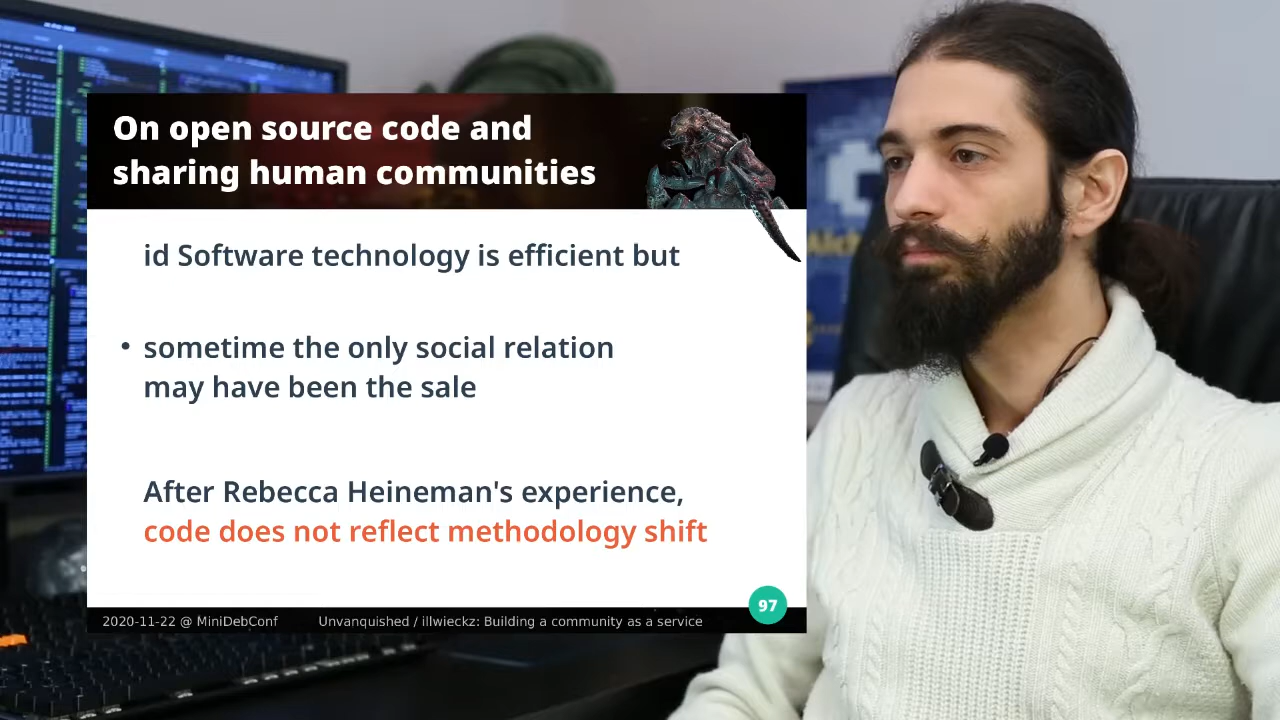 On open source code and
sharing human communities
id Software technology is efficient but
• sometime the only social relation
may have been the sale
After Rebecca Heineman's experience,
code does not reflect methodology shift
97
2020-11-22 @ MiniDebConf Unvanquished / illwieckz: Building a community as a service